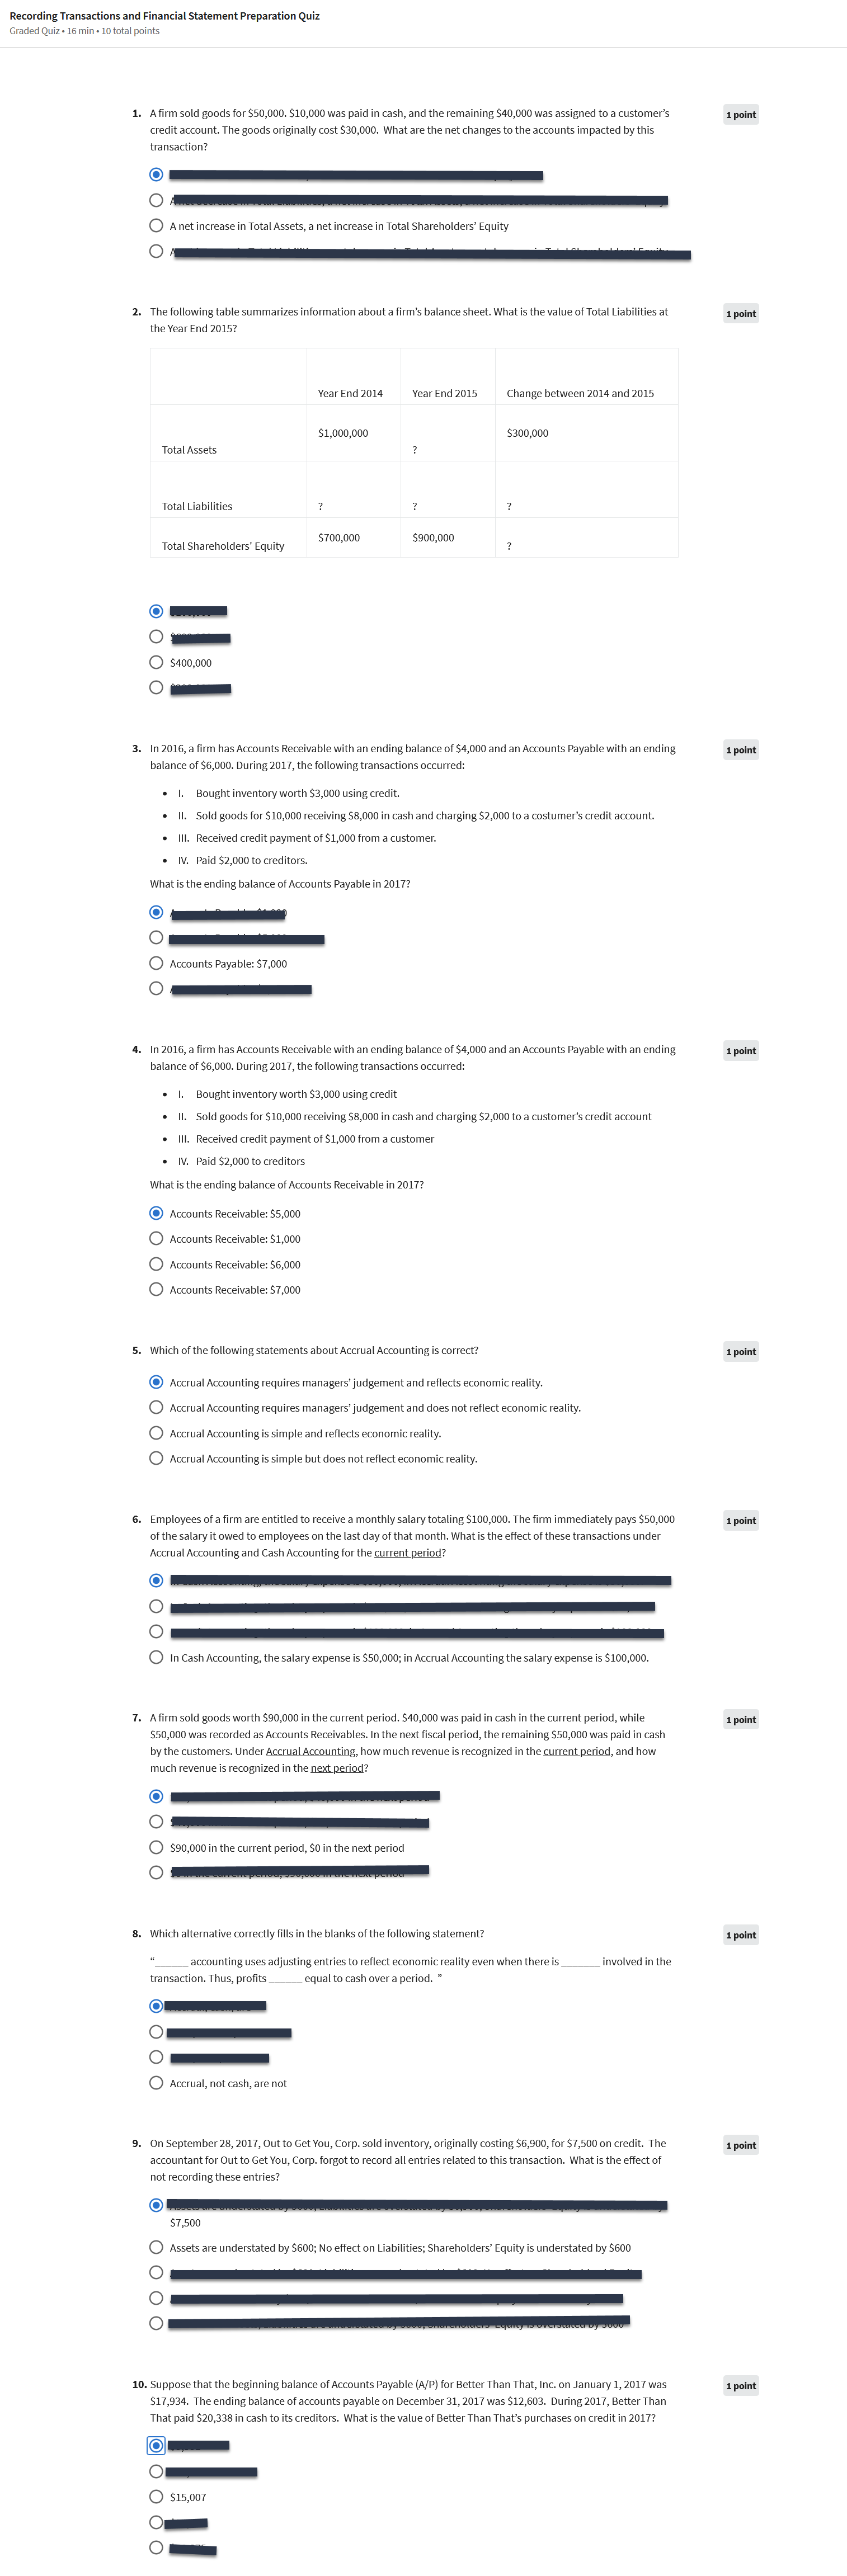 Recording Transactions and Financial Statement Preparation Quiz
Graded Quiz • 16 min • 10 total points
1. A firm sold goods for $50,000. $10,000 was paid in cash, and the remaining $40,000 was assigned to a customer's
1 point
credit account. The goods originally cost $30,000. What are the net changes to the accounts impacted by this
transaction?
A net increase in Total Assets, a net increase in Total Shareholders' Equity
2. The following table summarizes information about a firm's balance sheet. What is the value of Total Liabilities at
1 point
the Year End 2015?
Year End 2014 Year End 2015 Change between 2014 and 2015
Total Assets $1,000,000 ? $300,000
Total Liabilities ? ? ?
Total Shareholders' Equity $700,000 $900,000 ?
$400,000
3. In 2016, a firm has Accounts Receivable with an ending balance of $4,000 and an Accounts Payable with an ending
1 point
balance of $6,000. During 2017, the following transactions occurred:
• I. Bought inventory worth $3,000 using credit.
• II. Sold goods for $10,000 receiving $8,000 in cash and charging $2,000 to a costumer's credit account.
• III. Received credit payment of $1,000 from a customer.
• IV. Paid $2,000 to creditors.
What is the ending balance of Accounts Payable in 2017?
Accounts Payable: $7,000
4. In 2016, a firm has Accounts Receivable with an ending balance of $4,000 and an Accounts Payable with an ending
1 point
balance of $6,000. During 2017, the following transactions occurred:
• I. Bought inventory worth $3,000 using credit
• II. Sold goods for $10,000 receiving $8,000 in cash and charging $2,000 to a customer's credit account
• III. Received credit payment of $1,000 from a customer
• IV. Paid $2,000 to creditors
What is the ending balance of Accounts Receivable in 2017?
Accounts Receivable: $5,000
Accounts Receivable: $1,000
Accounts Receivable: $6,000
Accounts Receivable: $7,000
5. Which of the following statements about Accrual Accounting is correct?
1 point
Accrual Accounting requires managers' judgement and reflects economic reality.
Accrual Accounting requires managers' judgement and does not reflect economic reality.
Accrual Accounting is simple and reflects economic reality.
Accrual Accounting is simple but does not reflect economic reality.
6. Employees of a firm are entitled to receive a monthly salary totaling $100,000. The firm immediately pays $50,000
1 point
of the salary it owed to employees on the last day of that month. What is the effect of these transactions under
Accrual Accounting and Cash Accounting for the current period?
In Cash Accounting, the salary expense is $50,000; in Accrual Accounting the salary expense is $100,000.
7. A firm sold goods worth $90,000 in the current period. $40,000 was paid in cash in the current period, while
1 point
$50,000 was recorded as Accounts Receivables. In the next fiscal period, the remaining $50,000 was paid in cash
by the customers. Under Accrual Accounting, how much revenue is recognized in the current period, and how
much revenue is recognized in the next period?
$90,000 in the current period, $0 in the next period
8. Which alternative correctly fills in the blanks of the following statement?
1 point
"______ accounting uses adjusting entries to reflect economic reality even when there is _______ involved in the
transaction. Thus, profits ______ equal to cash over a period. "
Accrual, not cash, are not
9. On September 28, 2017, Out to Get You, Corp. sold inventory, originally costing $6,900, for $7,500 on credit. The
1 point
accountant for Out to Get You, Corp. forgot to record all entries related to this transaction. What is the effect of
not recording these entries?
$7,500
Assets are understated by $600; No effect on Liabilities; Shareholders' Equity is understated by $600
10. Suppose that the beginning balance of Accounts Payable (A/P) for Better Than That, Inc. on January 1, 2017 was
1 point
$17,934. The ending balance of accounts payable on December 31, 2017 was $12,603. During 2017, Better Than
That paid $20,338 in cash to its creditors. What is the value of Better Than That's purchases on credit in 2017?
$15,007